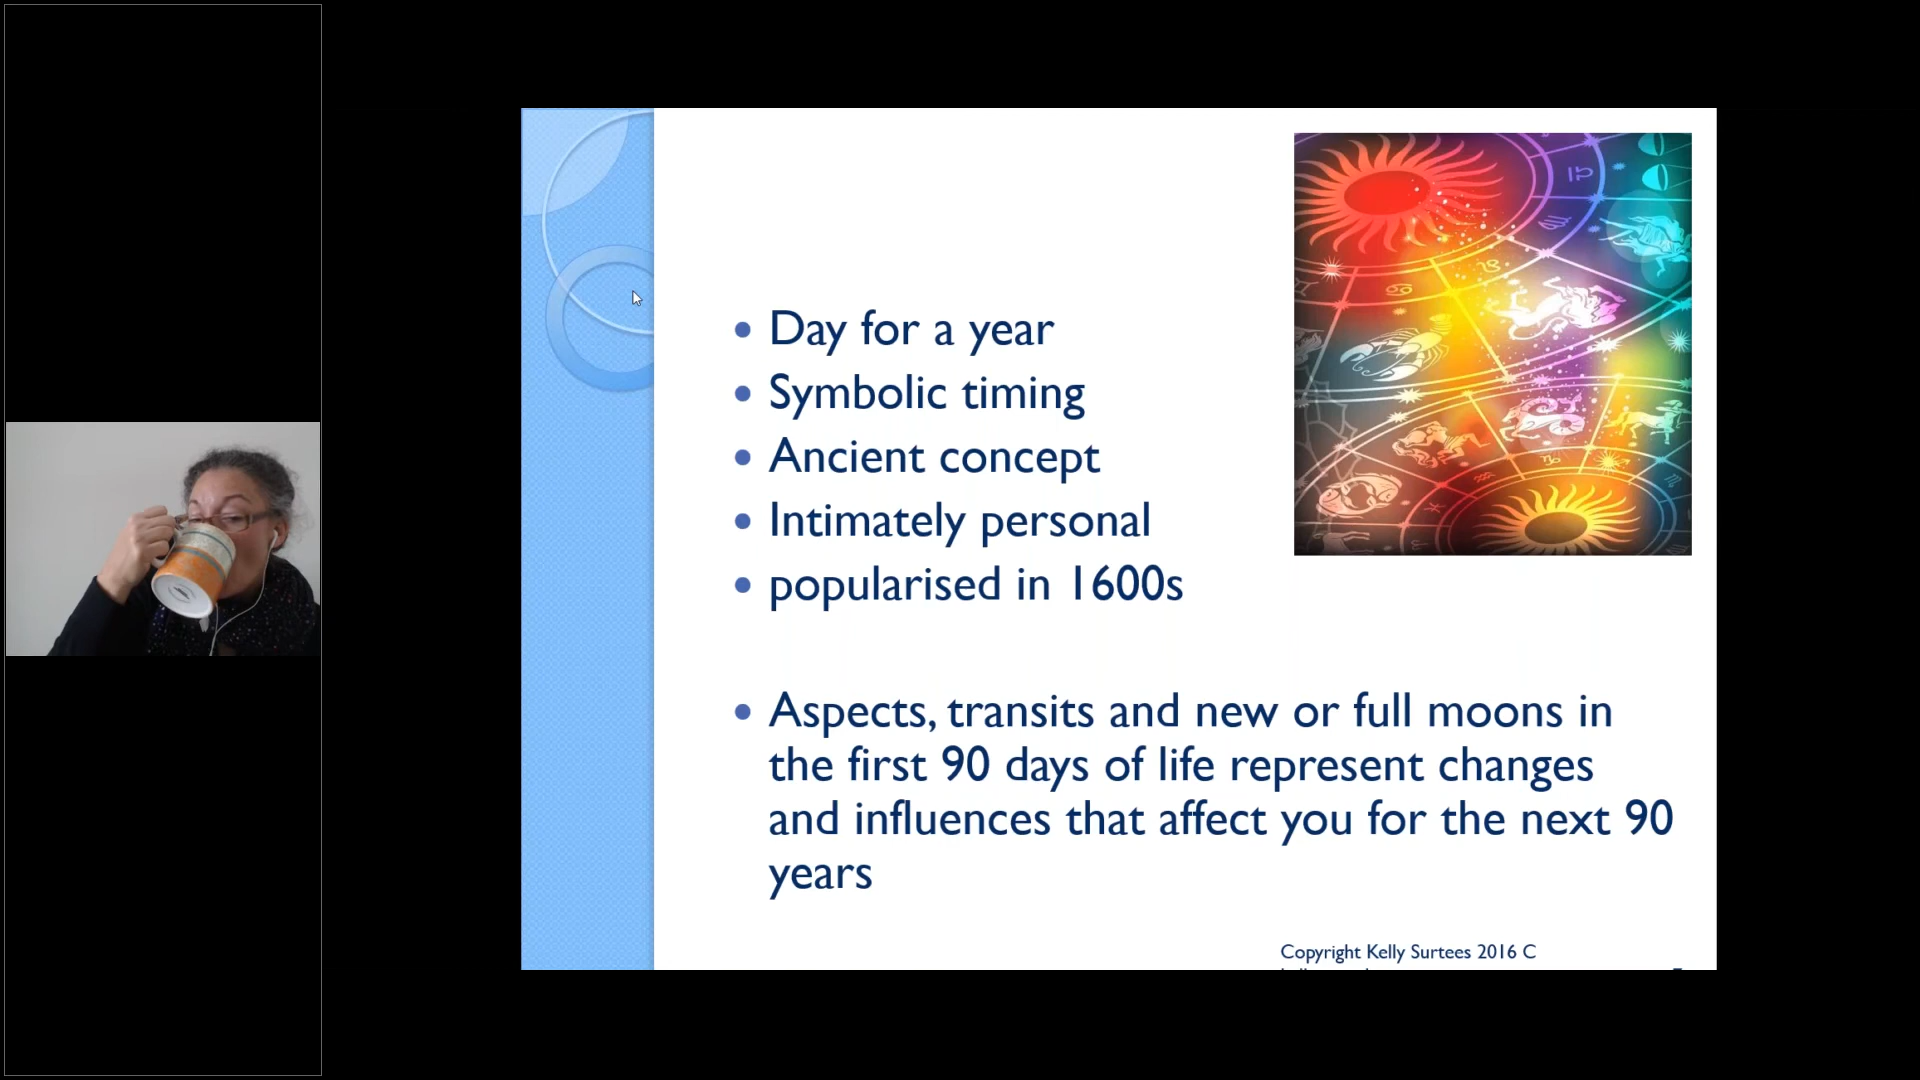 Day for a year
Symbolic timing
Ancient concept
Intimately personal
popularised in 1600s
Aspects, transits and new or full moons in
the first 90 days of life represent changes
and influences that affect you for the next 90
years
Copyright Kelly Surtees 2016 C